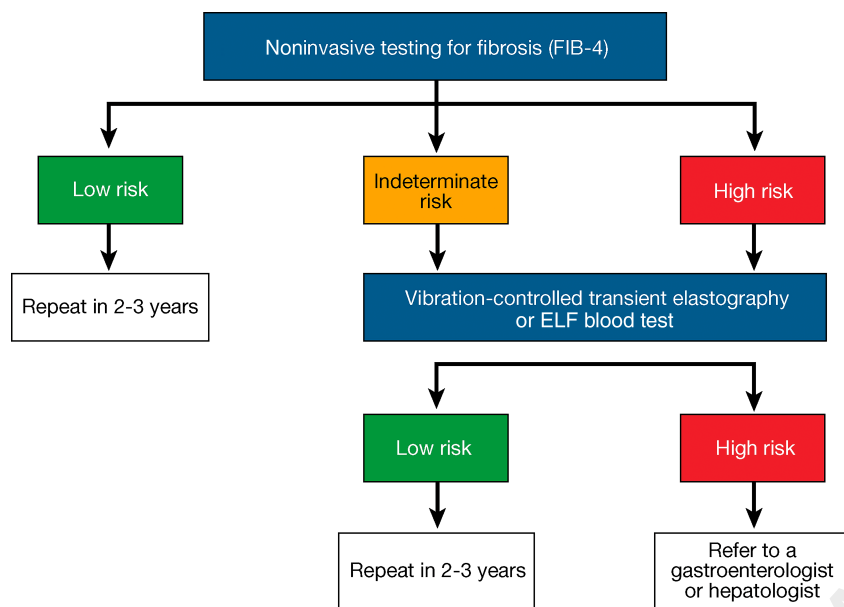 Noninvasive testing for fibrosis (FIB-4)
Low risk
Indeterminate
risk
High risk
Repeat in 2-3 years
Vibration-controlled transient elastography
or ELF blood test
Low risk
High risk
Repeat in 2-3 years
Refer to a
gastroenterologist
or hepatologist